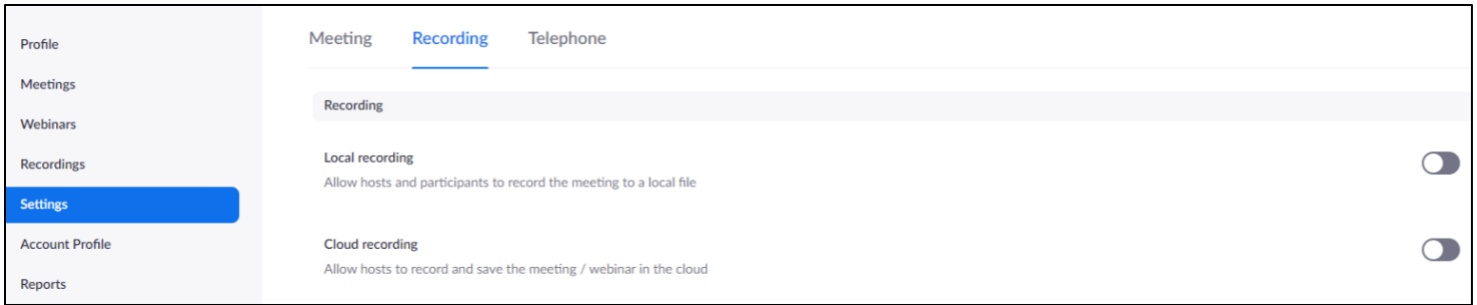 Profile
Meetings
Webinars
Recordings
Settings
Account Profile
Reports
Meeting Recording Telephone
Recording
Local recording
Allow hosts and participants to record the meeting to a local file
Cloud recording
Allow hosts to record and save the meeting / webinar in the cloud